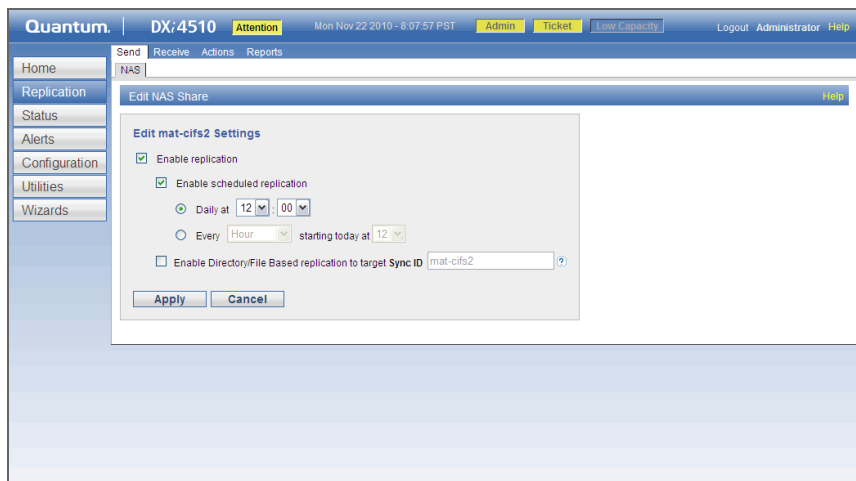 Quantum. DXi4510 Attention Mon Nov 22 2010 - 8:07:57 PST Admin Ticket Low Capacity Logout Administrator Help
Send Receive Actions Reports
NAS
Home
Replication
Status
Alerts
Configuration
Utilities
Wizards
Edit NAS Share Help
Edit mat-cifs2 Settings
Enable replication
Enable scheduled replication
Daily at 12 : 00
Every Hour starting today at 12
Enable Directory/File Based replication to target Sync ID mat-cifs2 ?
Apply Cancel